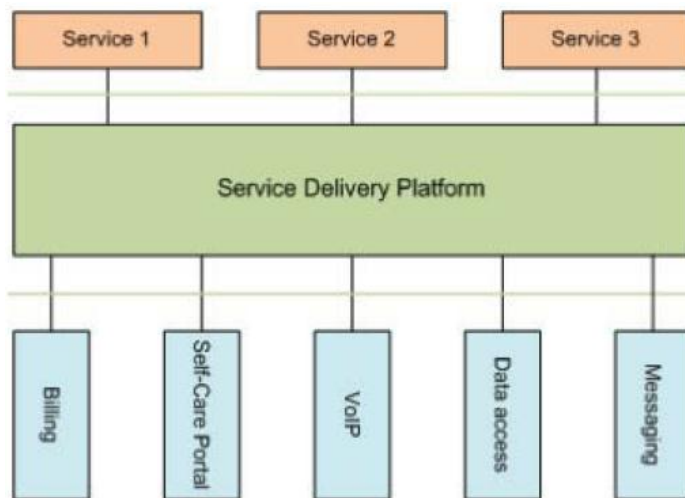 Service 1
Service 2
Service 3
Service Delivery Platform
Billing
Self-Care Portal
VoIP
Data access
Messaging